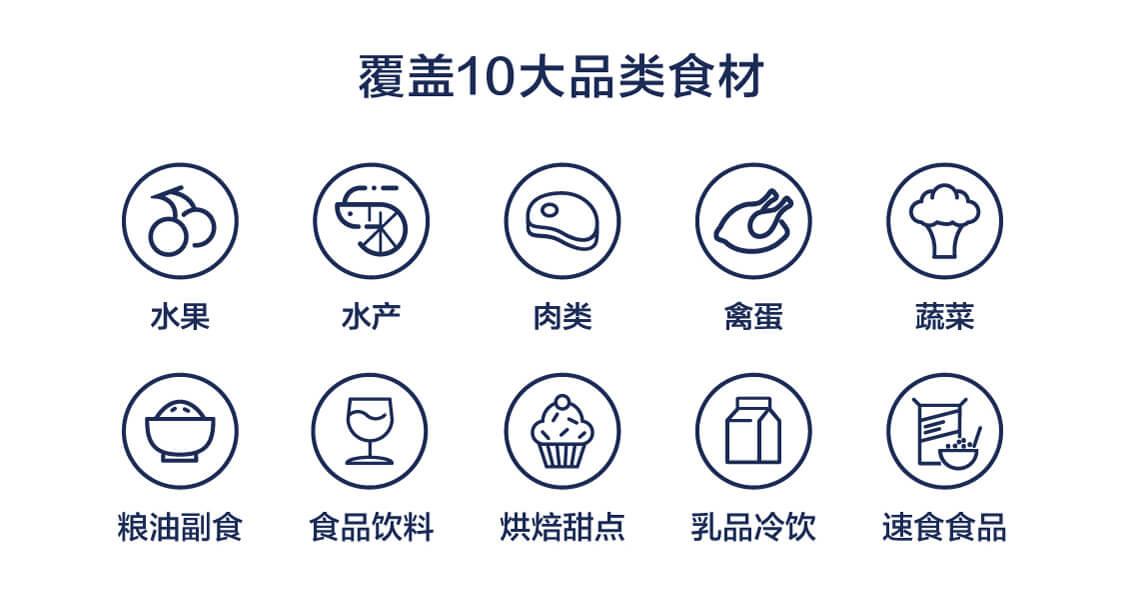 覆盖10大品类食材
水果 水产 肉类 禽蛋 蔬菜
粮油副食 食品饮料 烘焙甜点 乳品冷饮 速食食品